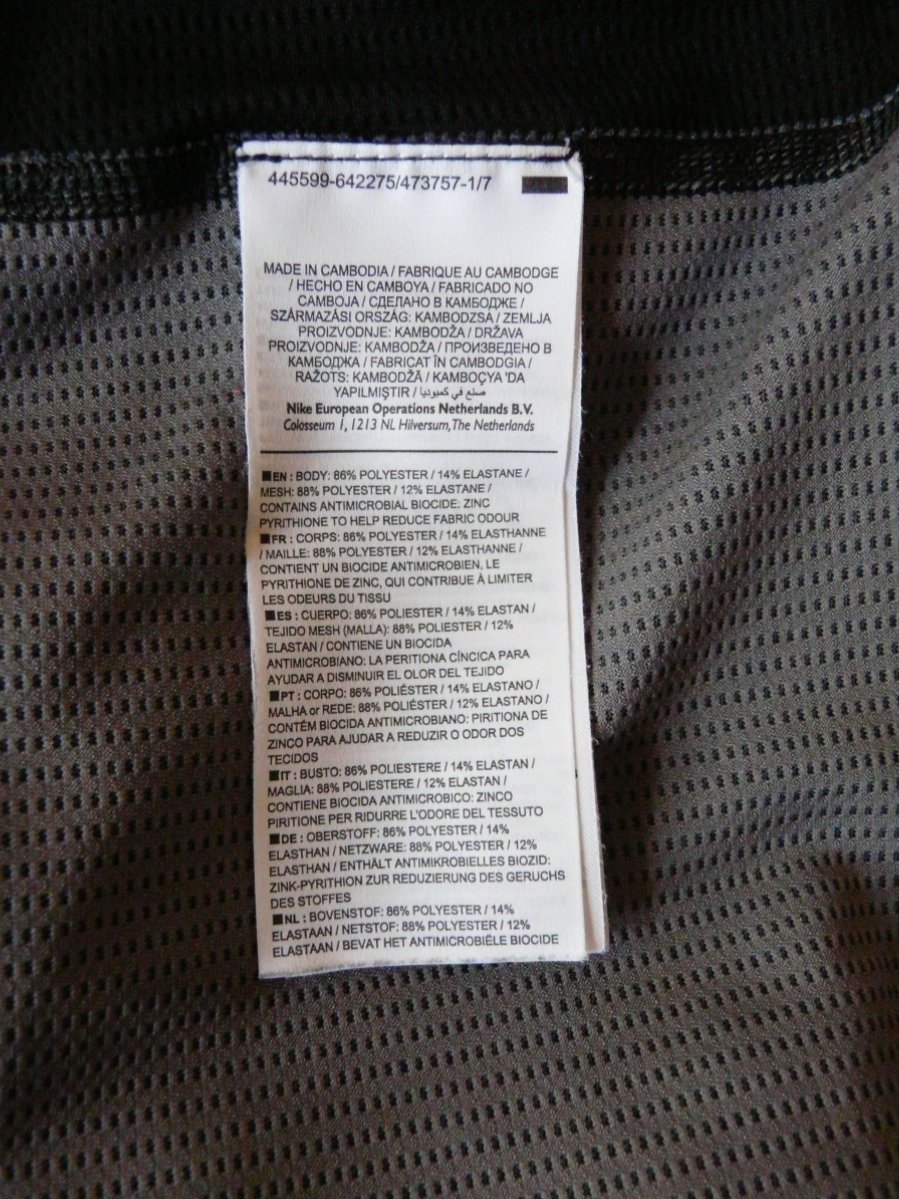 445599-642275/473757-1/7
MADE IN CAMBODIA / FABRIQUE AU CAMBODGE
/ HECHO EN CAMBOYA / FABRICADO NO
CAMBOJA / СДЕЛАНО В КАМБОДЖЕ /
SZÁRMAZÁSI ORSZÁG: KAMBODZSA / ZEMLJA
PROIZVODNJE: KAMBODŽA / DRŽAVA
PROIZVODNJE: KAMBODŽA / ПРОИЗВЕДЕНО В
КАМБОДЖА / FABRICAT ÎN CAMBODGIA /
RAŽOTS: KAMBODŽĀ / KAMBOÇYA 'DA
YAPILMIŞTIR / صنع في كمبوديا
Nike European Operations Netherlands B.V.
Colosseum 1, 1213 NL Hilversum, The Netherlands
■EN : BODY: 86% POLYESTER / 14% ELASTANE /
MESH: 88% POLYESTER / 12% ELASTANE /
CONTAINS ANTIMICROBIAL BIOCIDE: ZINC
PYRITHIONE TO HELP REDUCE FABRIC ODOUR
■FR : CORPS: 86% POLYESTER / 14% ELASTHANNE
/ MAILLE: 88% POLYESTER / 12% ELASTHANNE /
CONTIENT UN BIOCIDE ANTIMICROBIEN, LE
PYRITHIONE DE ZINC, QUI CONTRIBUE À LIMITER
LES ODEURS DU TISSU
■ES : CUERPO: 86% POLIESTER / 14% ELASTAN /
TEJIDO MESH (MALLA): 88% POLIESTER / 12%
ELASTAN / CONTIENE UN BIOCIDA
ANTIMICROBIANO: LA PERITIONA CÍNCICA PARA
AYUDAR A DISMINUIR EL OLOR DEL TEJIDO
■PT : CORPO: 86% POLIÉSTER / 14% ELASTANO /
MALHA or REDE: 88% POLIÉSTER / 12% ELASTANO /
CONTÉM BIOCIDA ANTIMICROBIANO: PIRITIONA DE
ZINCO PARA AJUDAR A REDUZIR O ODOR DOS
TECIDOS
■IT : BUSTO: 86% POLIESTERE / 14% ELASTAN /
MAGLIA: 88% POLIESTERE / 12% ELASTAN /
CONTIENE BIOCIDA ANTIMICROBICO: ZINCO
PIRITIONE PER RIDURRE L'ODORE DEL TESSUTO
■DE : OBERSTOFF: 86% POLYESTER / 14%
ELASTHAN / NETZWARE: 88% POLYESTER / 12%
ELASTHAN / ENTHÄLT ANTIMIKROBIELLES BIOZID:
ZINK-PYRITHION ZUR REDUZIERUNG DES GERUCHS
DES STOFFES
■NL : BOVENSTOF: 86% POLYESTER / 14%
ELASTAAN / NETSTOF: 88% POLYESTER / 12%
ELASTAAN / BEVAT HET ANTIMICROBIËLE BIOCIDE